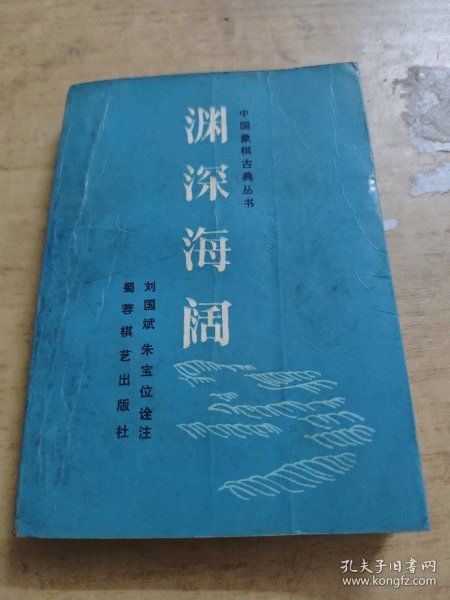 中国象棋古典丛书
渊深海阔
刘国斌 朱宝位诠注
蜀蓉棋艺出版社
孔夫子旧书网
www.kongfz.com